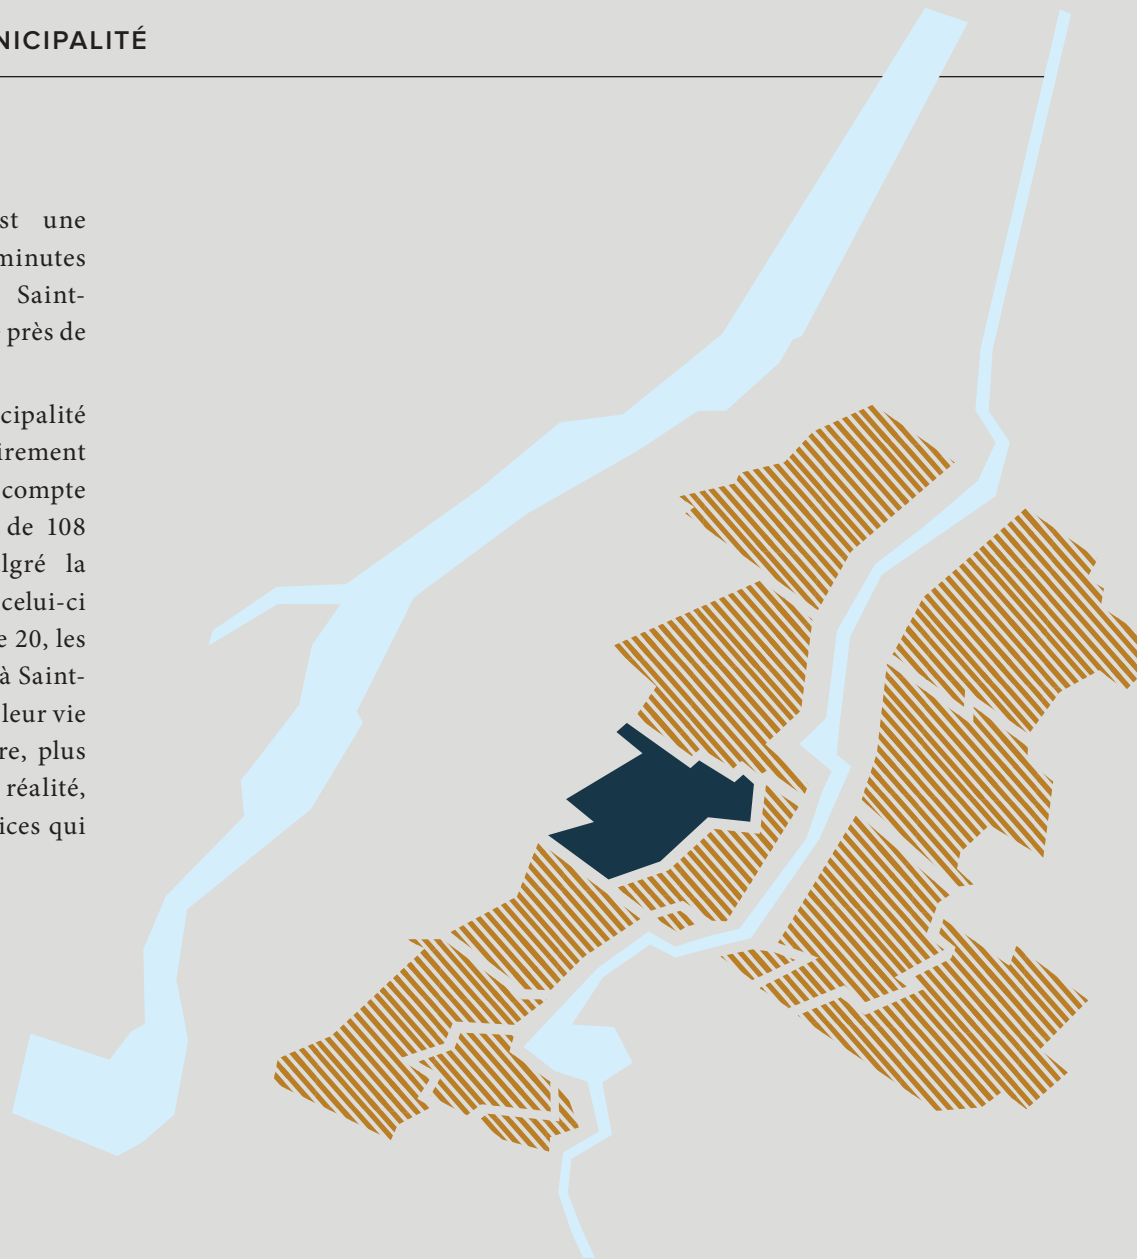 NICIPALITÉ
st une
minutes
Saint-
près de
cipalité
irement
compte
de 108
lgré la
celui-ci
e 20, les
à Saint-
leur vie
re, plus
réalité,
ices qui